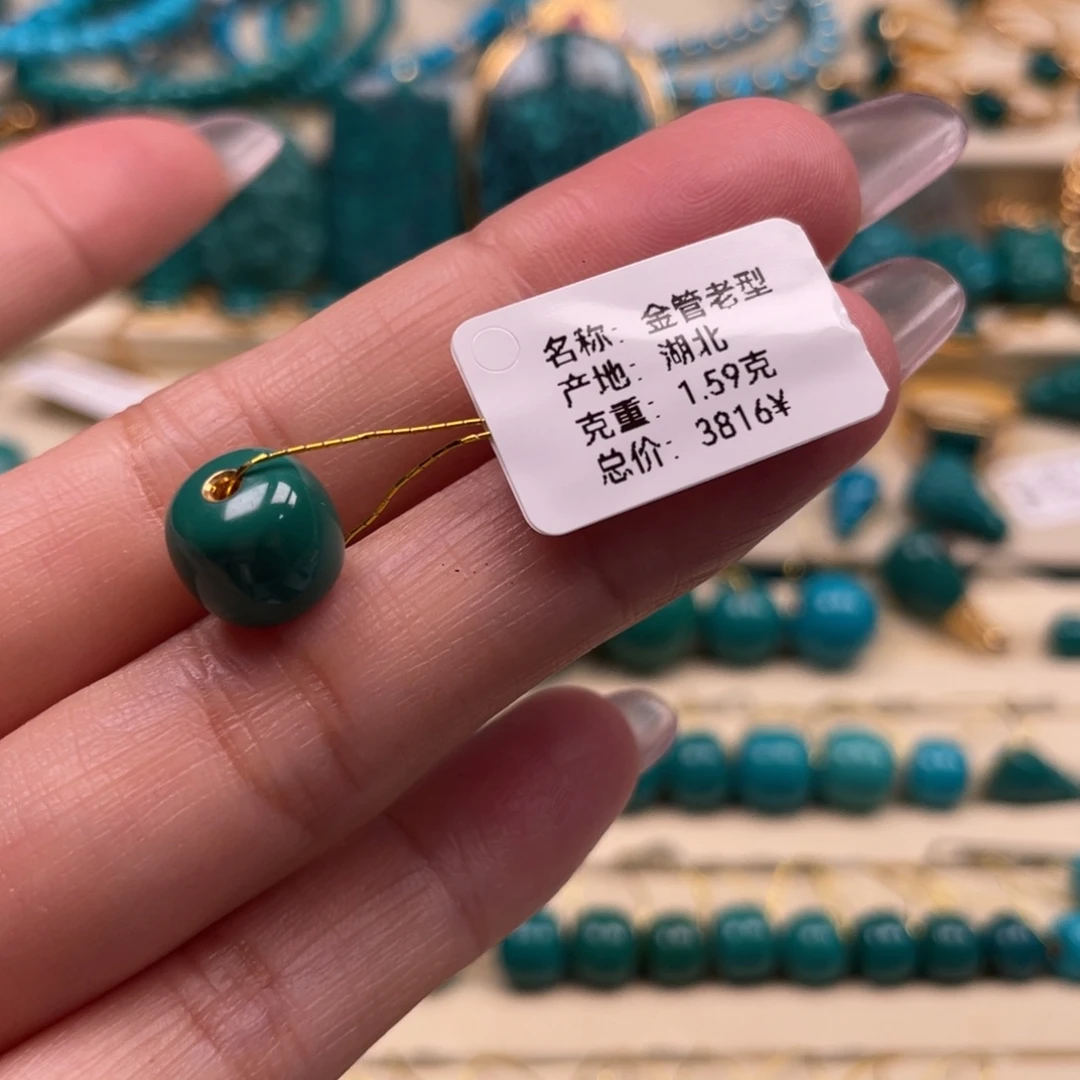 名称: 金管老型
产地: 湖北
克重: 1.59克
总价: 3816¥